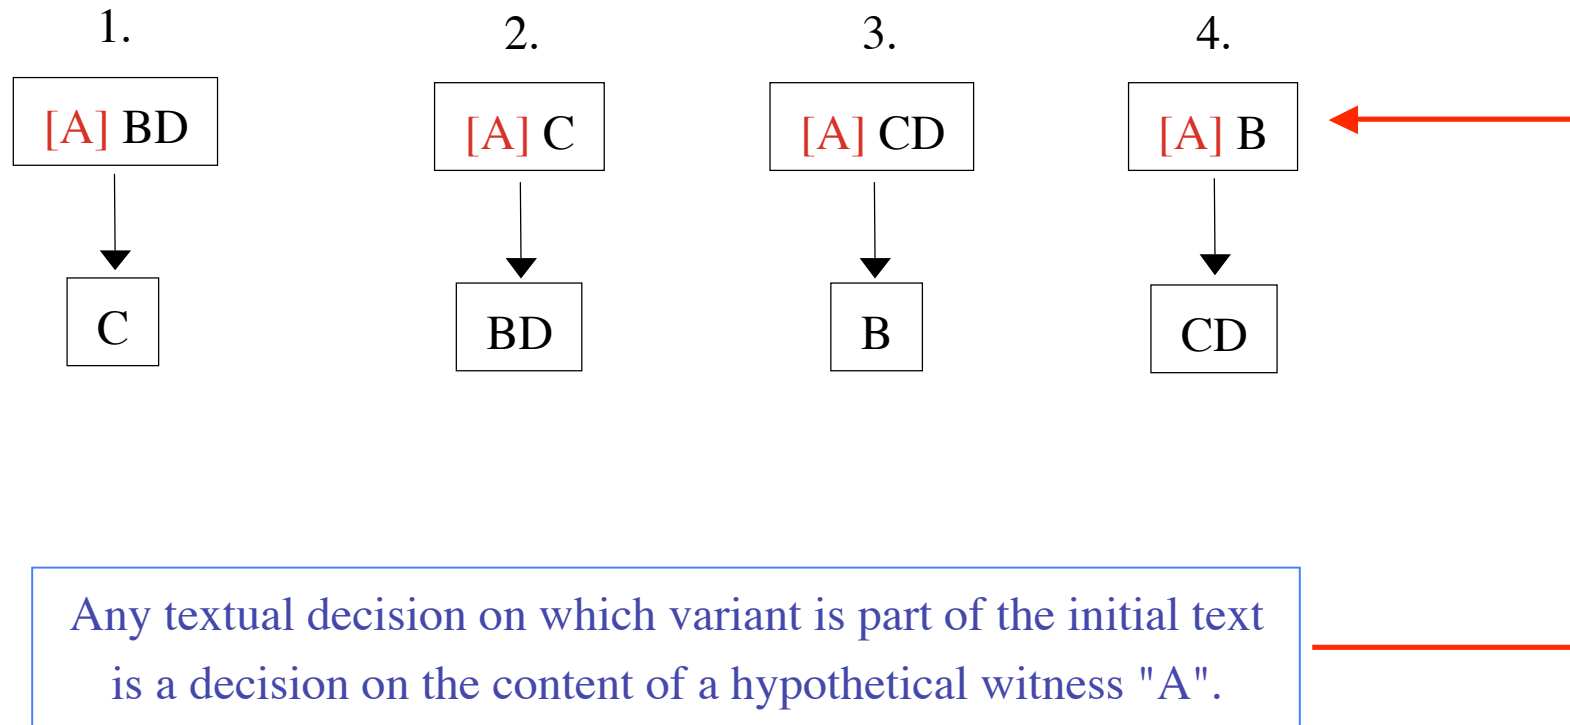 1. 2. 3. 4.
[A] BD [A] C [A] CD [A] B
C BD B CD
Any textual decision on which variant is part of the initial text
is a decision on the content of a hypothetical witness "A".